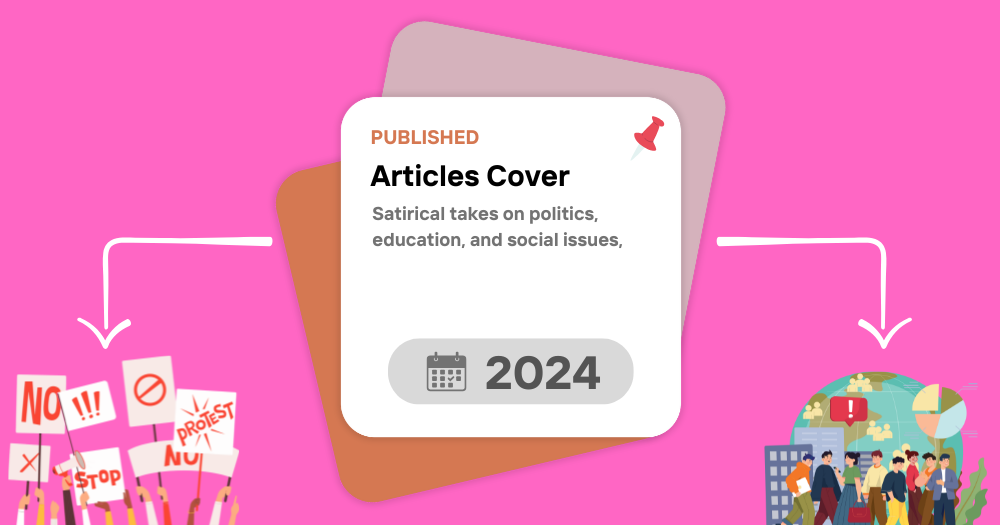 PUBLISHED
Articles Cover
Satirical takes on politics,
education, and social issues,
2024
NO
!!!
PROTEST
X
STOP
NO
!